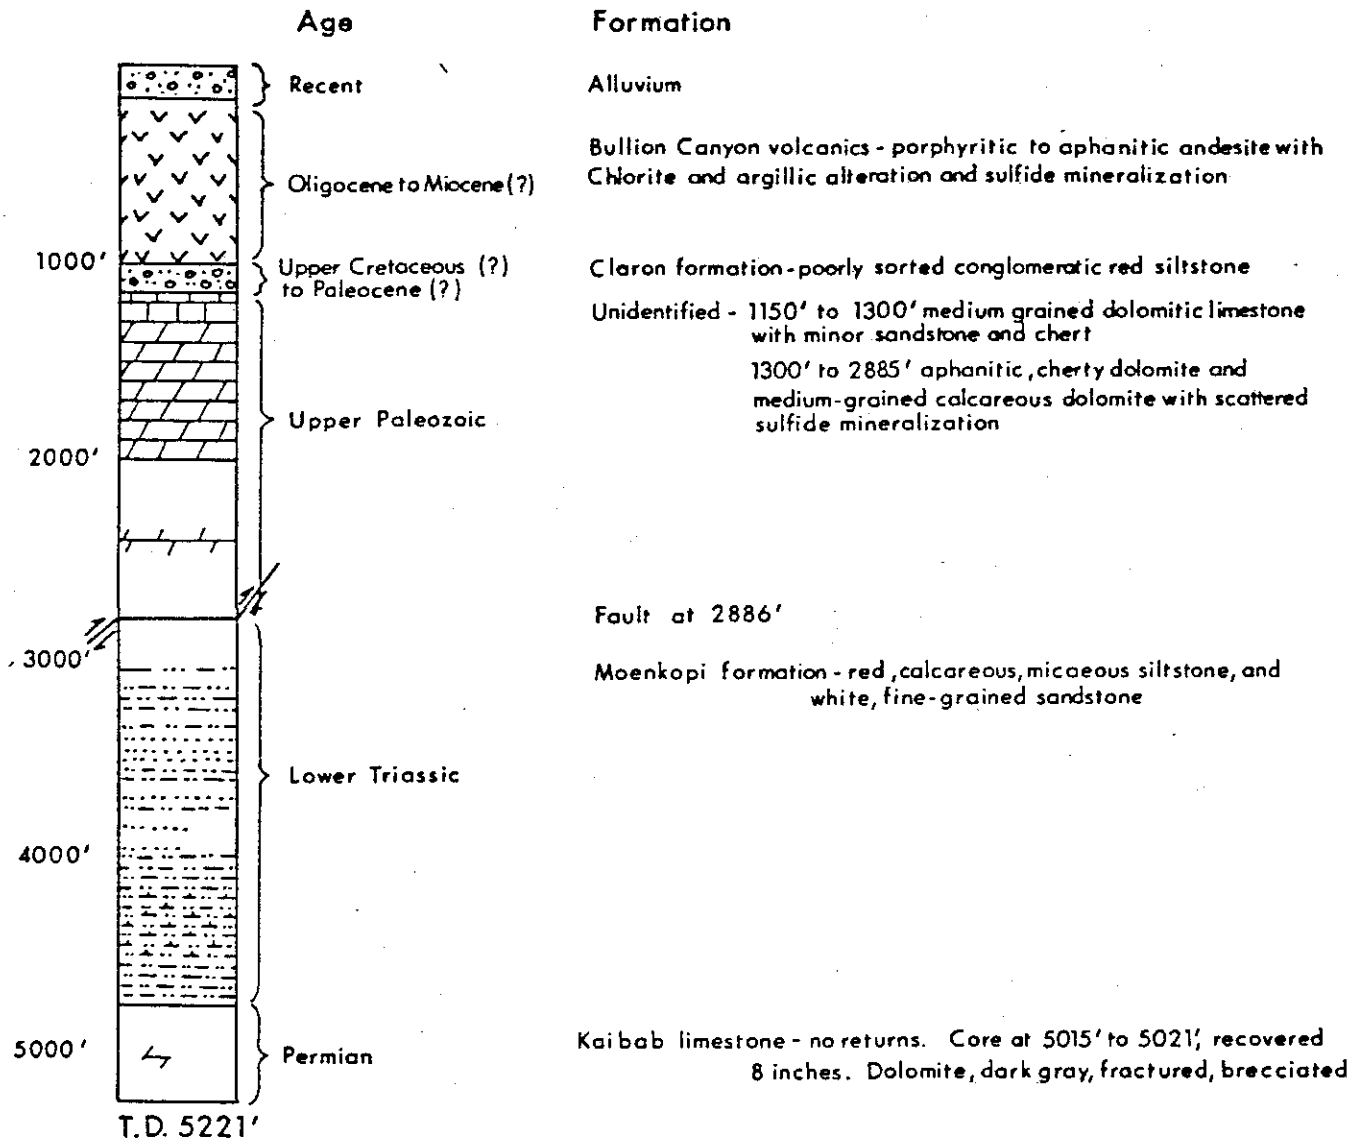 Age Formation
Recent Alluvium
Bullion Canyon volcanics - porphyritic to aphanitic andesite with
Oligocene to Miocene (?) Chlorite and argillic alteration and sulfide mineralization
1000' Upper Cretaceous (?) Claron formation - poorly sorted conglomeratic red siltstone
to Paleocene (?)
Unidentified - 1150' to 1300' medium grained dolomitic limestone
with minor sandstone and chert
1300' to 2885' aphanitic, cherty dolomite and
medium-grained calcareous dolomite with scattered
Upper Paleozoic sulfide mineralization
2000'
Fault at 2886'
3000' Moenkopi formation - red, calcareous, micaeous siltstone, and
white, fine-grained sandstone
Lower Triassic
4000'
5000' Permian Kaibab limestone - no returns. Core at 5015' to 5021', recovered
8 inches. Dolomite, dark gray, fractured, brecciated
T.D. 5221'